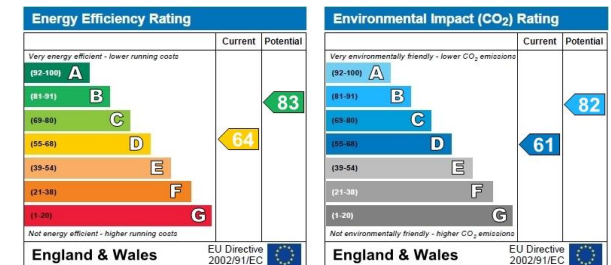 Energy Efficiency Rating
Current Potential
Very energy efficient - lower running costs
(92-100) A
(81-91) B
83
(69-80) C
(55-68) D
64
(39-54) E
(21-38) F
(1-20) G
Not energy efficient - higher running costs
England & Wales
EU Directive
2002/91/EC
Environmental Impact (CO₂) Rating
Current Potential
Very environmentally friendly - lower CO₂ emissions
(92-100) A
(81-91) B
82
(69-80) C
(55-68) D
61
(39-54) E
(21-38) F
(1-20) G
Not environmentally friendly - higher CO₂ emissions
England & Wales
EU Directive
2002/91/EC